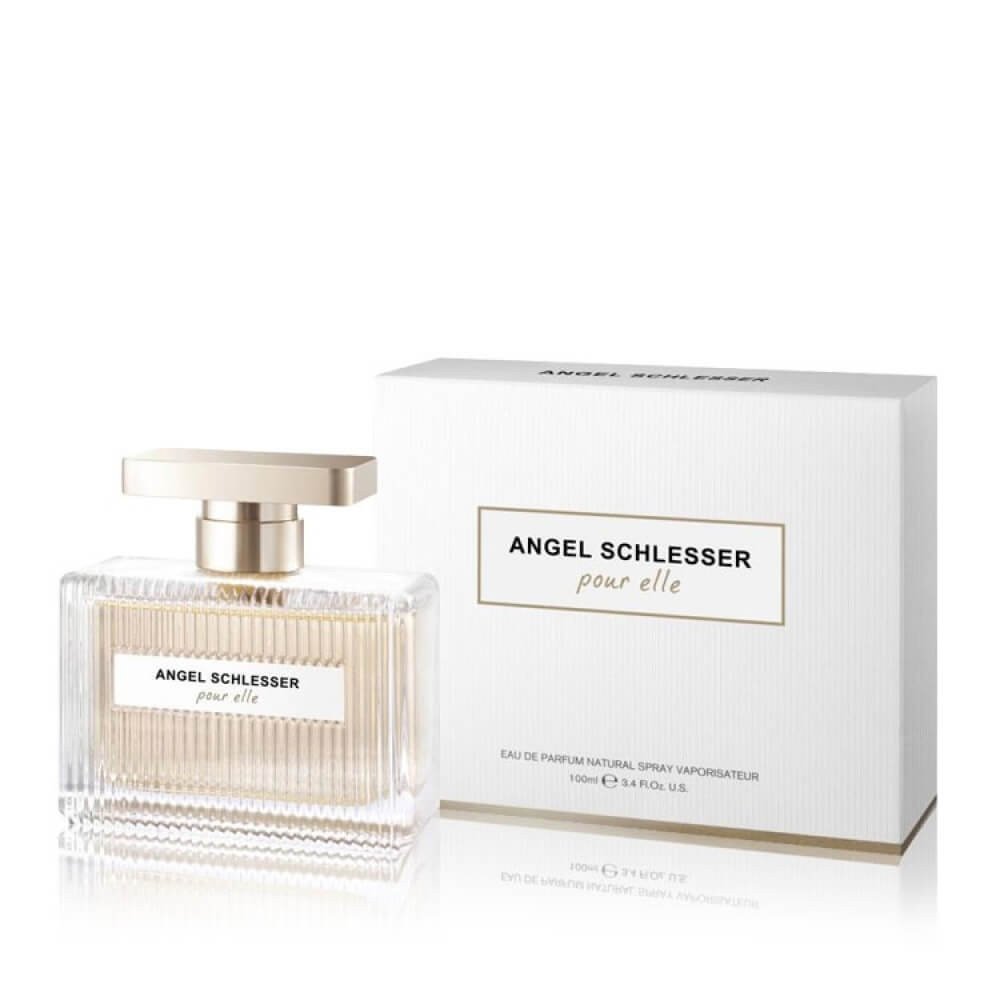 ANGEL SCHLESSER
ANGEL SCHLESSER
pour elle
EAU DE PARFUM NATURAL SPRAY VAPORISATEUR
100ml ℮ 3.4 Fl.Oz. U.S.
ANGEL SCHLESSER
pour elle